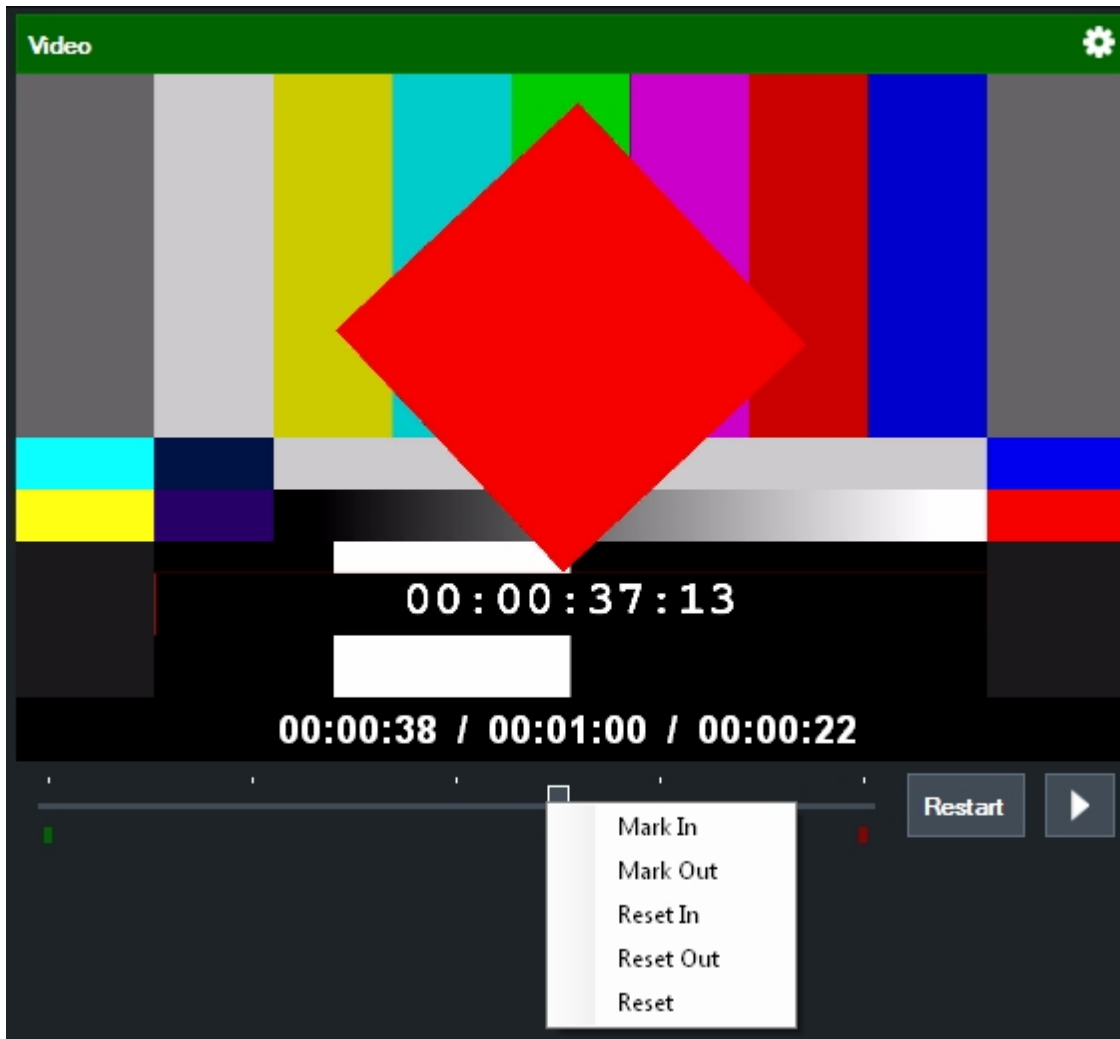 Video
00:00:37:13
00:00:38 / 00:01:00 / 00:00:22
Restart
Mark In
Mark Out
Reset In
Reset Out
Reset